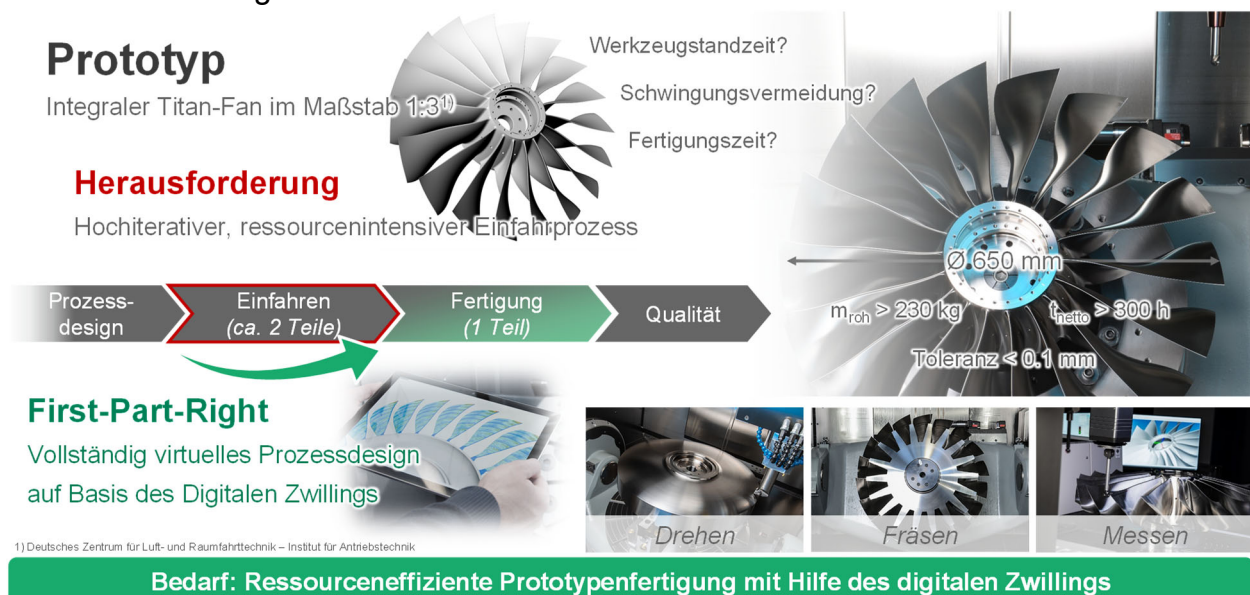 Prototyp
Integraler Titan-Fan im Maßstab 1:3¹⁾
Werkzeugstandzeit?
Schwingungsvermeidung?
Fertigungszeit?
Herausforderung
Hochiterativer, ressourcenintensiver Einfahrprozess
Prozess-
design
Einfahren
(ca. 2 Teile)
Fertigung
(1 Teil)
Qualität
Ø 650 mm
m_roh > 230 kg
t_netto > 300 h
Toleranz < 0.1 mm
First-Part-Right
Vollständig virtuelles Prozessdesign
auf Basis des Digitalen Zwillings
Drehen
Fräsen
Messen
1) Deutsches Zentrum für Luft- und Raumfahrttechnik – Institut für Antriebstechnik
Bedarf: Ressourceneffiziente Prototypenfertigung mit Hilfe des digitalen Zwillings